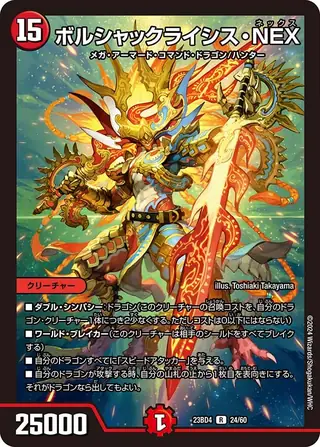 15
ネックス
ボルシャックライシス・NEX
メガ・アーマード・コマンド・ドラゴン/ハンター
クリーチャー
illus. Toshiaki Takayama
■ダブル・シンパシー:ドラゴン(このクリーチャーの召喚コストを、自分のドラゴン・クリーチャー1体につき2少なくする。ただしコストは0以下にはならない)
■ワールド・ブレイカー(このクリーチャーは相手のシールドをすべてブレイクする)
■自分のドラゴンすべてに「スピードアタッカー」を与える。
■自分のドラゴンが攻撃する時、自分の山札の上から1枚目を表向きにする。それがドラゴンなら出してもよい。
25000
1
23BD4 R 24/60
©2024 Wizards/Shogakukan/WHC